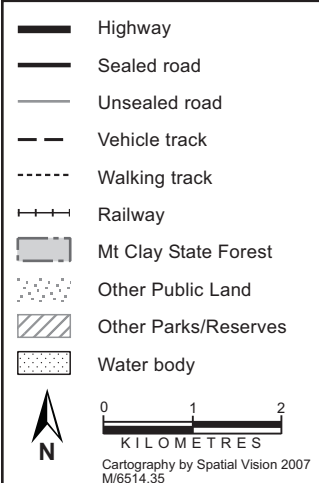 Highway
Sealed road
Unsealed road
Vehicle track
Walking track
Railway
Mt Clay State Forest
Other Public Land
Other Parks/Reserves
Water body
0 1 2
KILOMETRES
N
Cartography by Spatial Vision 2007
M/6514.35